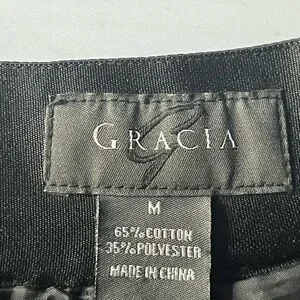 GRACIA
M
65% COTTON
35% POLYESTER
MADE IN CHINA